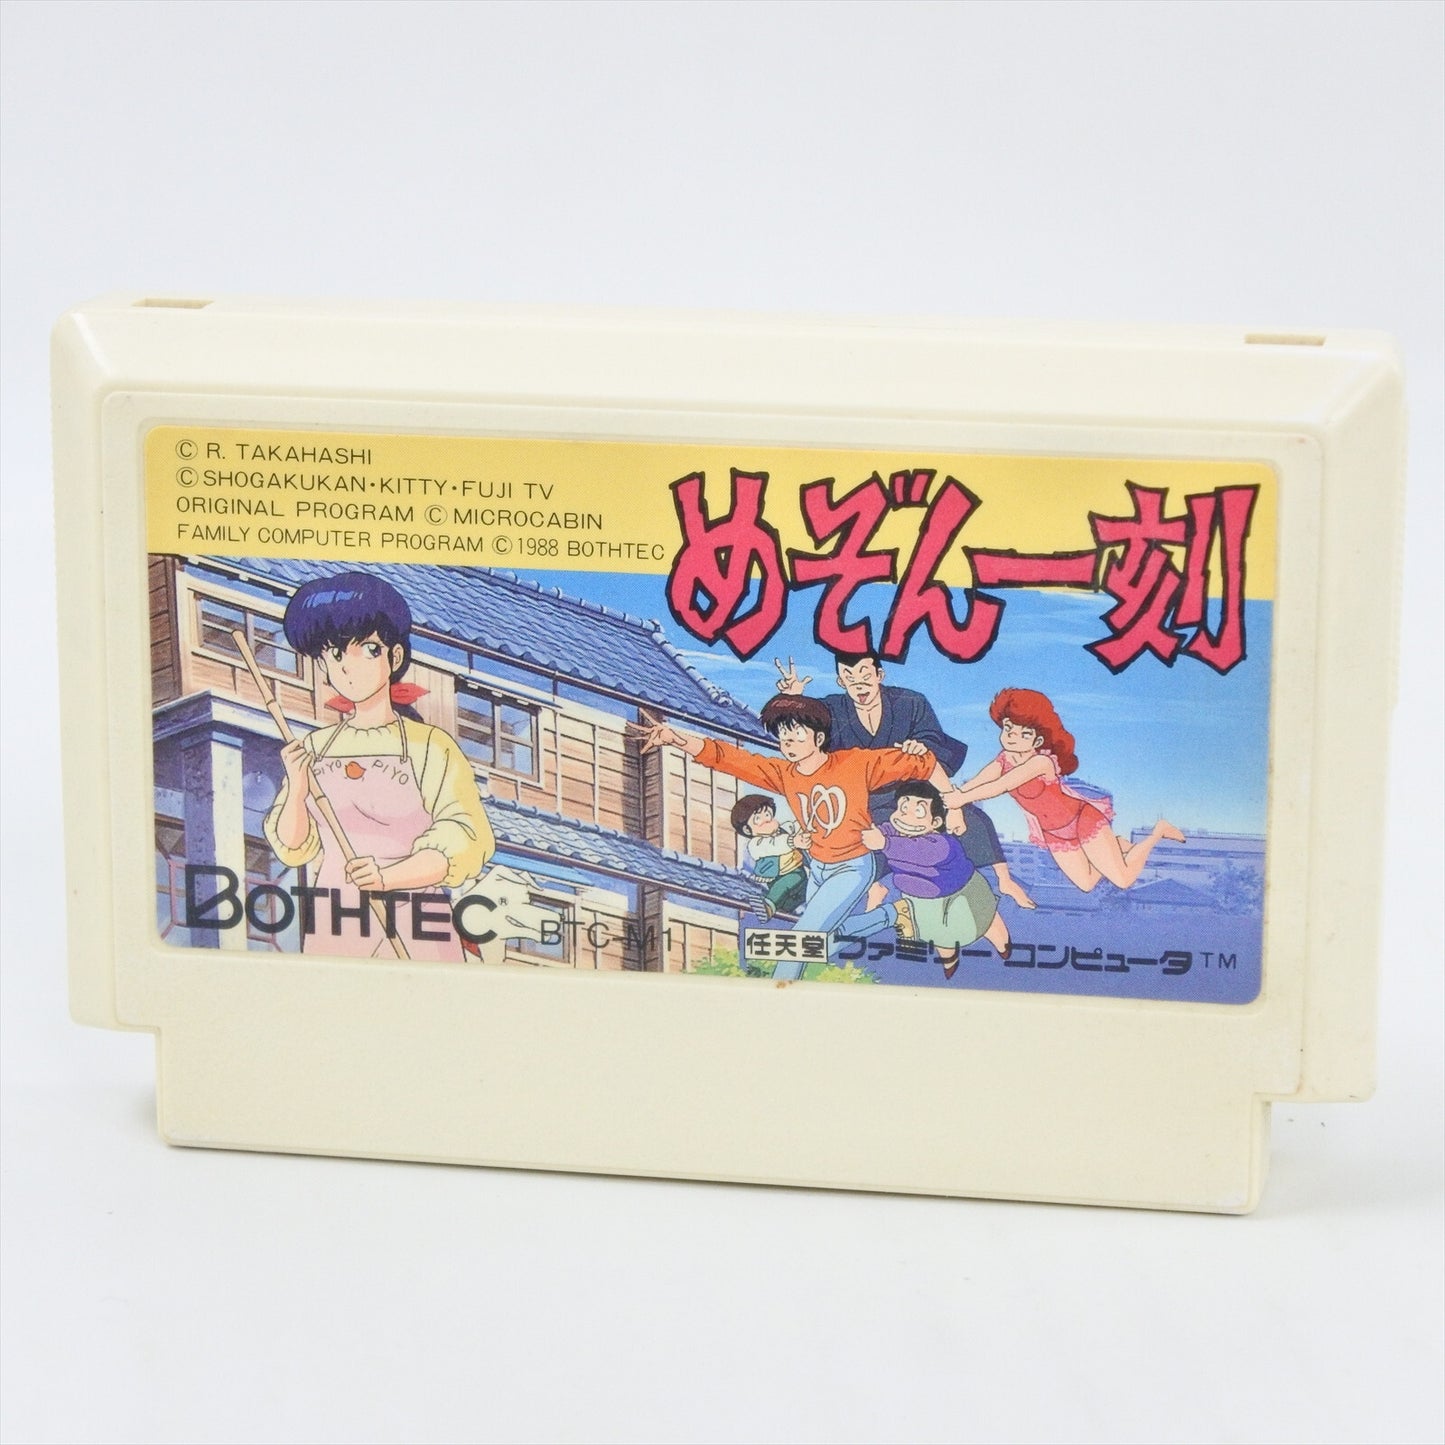 © R. TAKAHASHI
© SHOGAKUKAN・KITTY・FUJI TV
ORIGINAL PROGRAM © MICROCABIN
FAMILY COMPUTER PROGRAM © 1988 BOTHTEC
めぞん一刻
PIYO PIYO
ゆ
BOTHTEC®
BTC-M1
任天堂 ファミリー コンピュータ TM